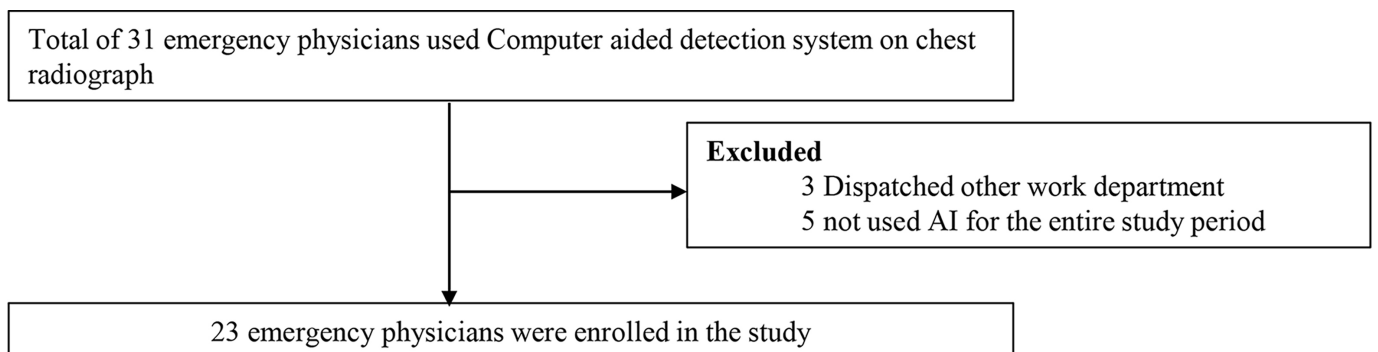 Total of 31 emergency physicians used Computer aided detection system on chest
radiograph
Excluded
3 Dispatched other work department
5 not used AI for the entire study period
23 emergency physicians were enrolled in the study